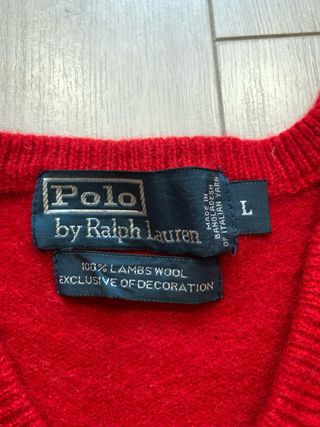 Polo
by Ralph Lauren
MADE IN
BANGLADESH
OF ITALIAN YARN
L
100% LAMBS WOOL
EXCLUSIVE OF DECORATION